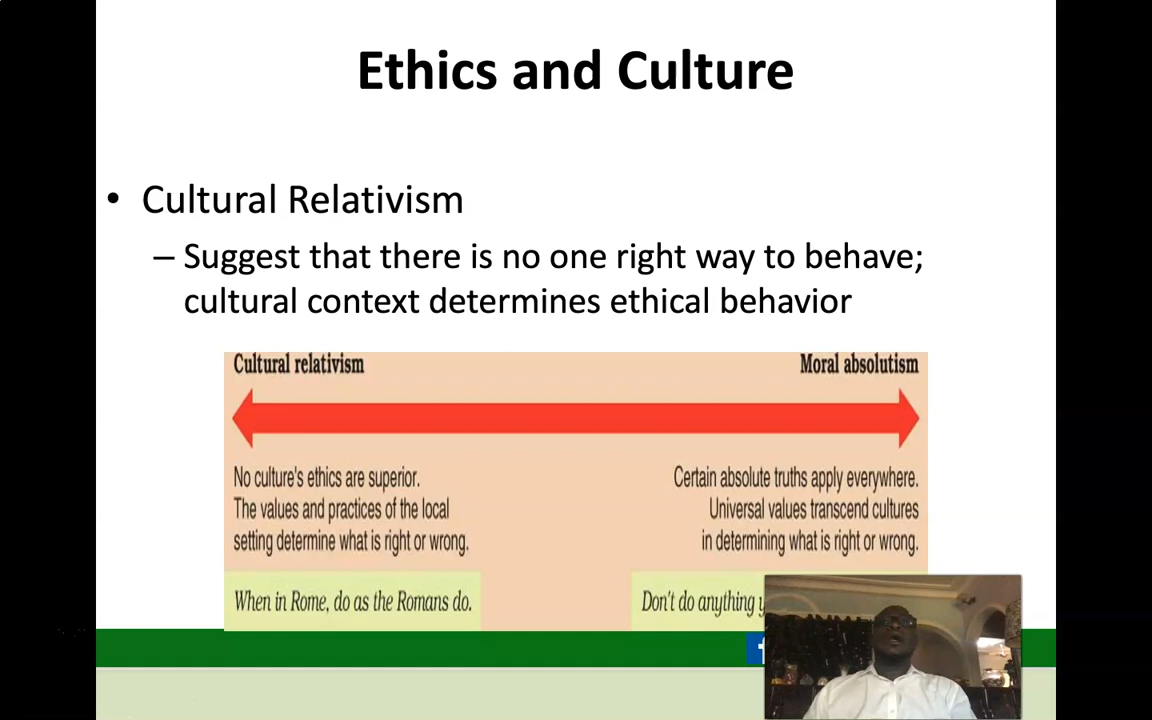 Ethics and Culture
• Cultural Relativism
– Suggest that there is no one right way to behave;
cultural context determines ethical behavior
Cultural relativism
Moral absolutism
No culture's ethics are superior.
The values and practices of the local
setting determine what is right or wrong.
Certain absolute truths apply everywhere.
Universal values transcend cultures
in determining what is right or wrong.
When in Rome, do as the Romans do.
Don't do anything
f